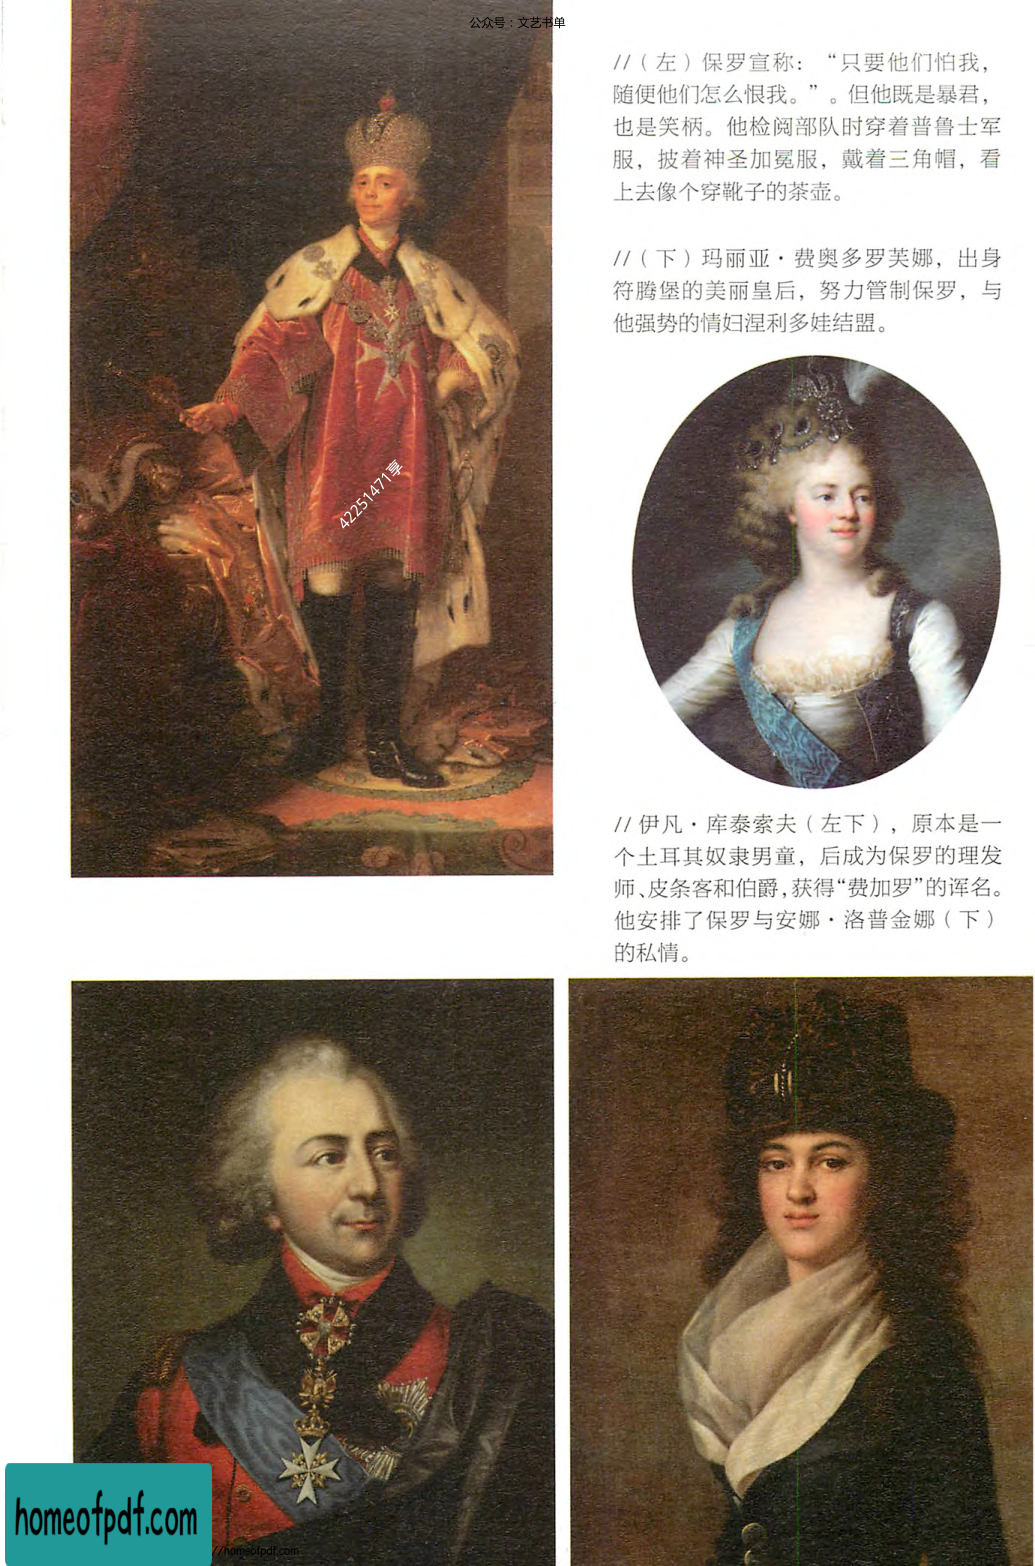 公众号：文艺书单
//（左）保罗宣称：“只要他们怕我，
随便他们怎么恨我。”。但他既是暴君，
也是笑柄。他检阅部队时穿着普鲁士军
服，披着神圣加冕服，戴着三角帽，看
上去像个穿靴子的茶壶。
//（下）玛丽亚·费奥多罗芙娜，出身
符腾堡的美丽皇后，努力管制保罗，与
他强势的情妇涅利多娃结盟。
42251471享
//伊凡·库泰索夫（左下），原本是一
个土耳其奴隶男童，后成为保罗的理发
师、皮条客和伯爵，获得“费加罗”的诨名。
他安排了保罗与安娜·洛普金娜（下）
的私情。
homeofpdf.com
//homeofpdf.com